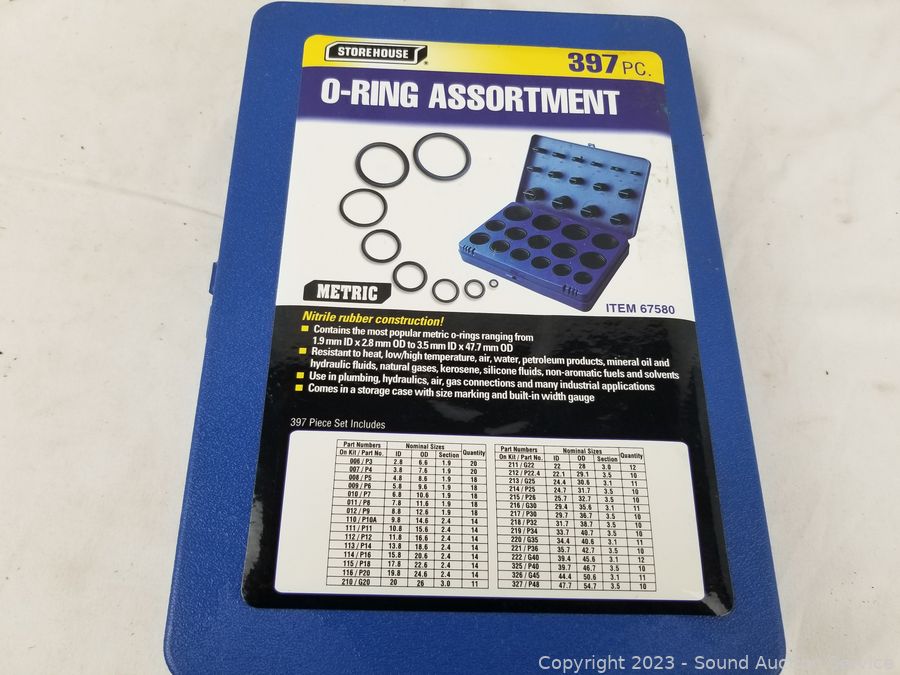 STOREHOUSE ®
397 PC.
O-RING ASSORTMENT
METRIC
ITEM 67580
Nitrile rubber construction!
Contains the most popular metric o-rings ranging from
1.9 mm ID x 2.8 mm OD to 3.5 mm ID x 47.7 mm OD
Resistant to heat, low/high temperature, air, water, petroleum products, mineral oil and
hydraulic fluids, natural gases, kerosene, silicone fluids, non-aromatic fuels and solvents
Use in plumbing, hydraulics, air, gas connections and many industrial applications
Comes in a storage case with size marking and built-in width gauge
397 Piece Set Includes
Part Numbers Nominal Sizes
On Kit / Part No. ID OD Section Quantity
006 / P3 2.8 6.6 1.9 20
007 / P4 3.8 7.6 1.9 20
008 / P5 4.8 8.6 1.9 18
009 / P6 5.8 9.6 1.9 18
010 / P7 6.8 10.6 1.9 18
011 / P8 7.8 11.6 1.9 18
012 / P9 8.8 12.6 1.9 18
110 / P10A 9.8 14.6 2.4 14
111 / P11 10.8 15.6 2.4 14
112 / P12 11.8 16.6 2.4 14
113 / P14 13.8 18.6 2.4 14
114 / P16 15.8 20.6 2.4 14
115 / P18 17.8 22.6 2.4 14
116 / P20 19.8 24.6 2.4 14
210 / G20 20 26 3.0 11
Part Numbers Nominal Sizes
On Kit / Part No. ID OD Section Quantity
211 / G22 22 28 3.0 12
212 / P22.4 22.1 29.1 3.5 10
213 / G25 24.4 30.6 3.1 11
214 / P25 24.7 31.7 3.5 10
215 / P26 25.7 32.7 3.5 10
216 / G30 29.4 35.6 3.1 11
217 / P30 29.7 36.7 3.5 10
218 / P32 31.7 38.7 3.5 10
219 / P34 33.7 40.7 3.5 10
220 / G35 34.4 40.6 3.1 11
221 / P36 35.7 42.7 3.5 10
222 / G40 39.4 45.6 3.1 12
325 / P40 39.7 46.7 3.5 10
326 / G45 44.4 50.6 3.1 11
327 / P48 47.7 54.7 3.5 10
Copyright 2023 - Sound Auction Service